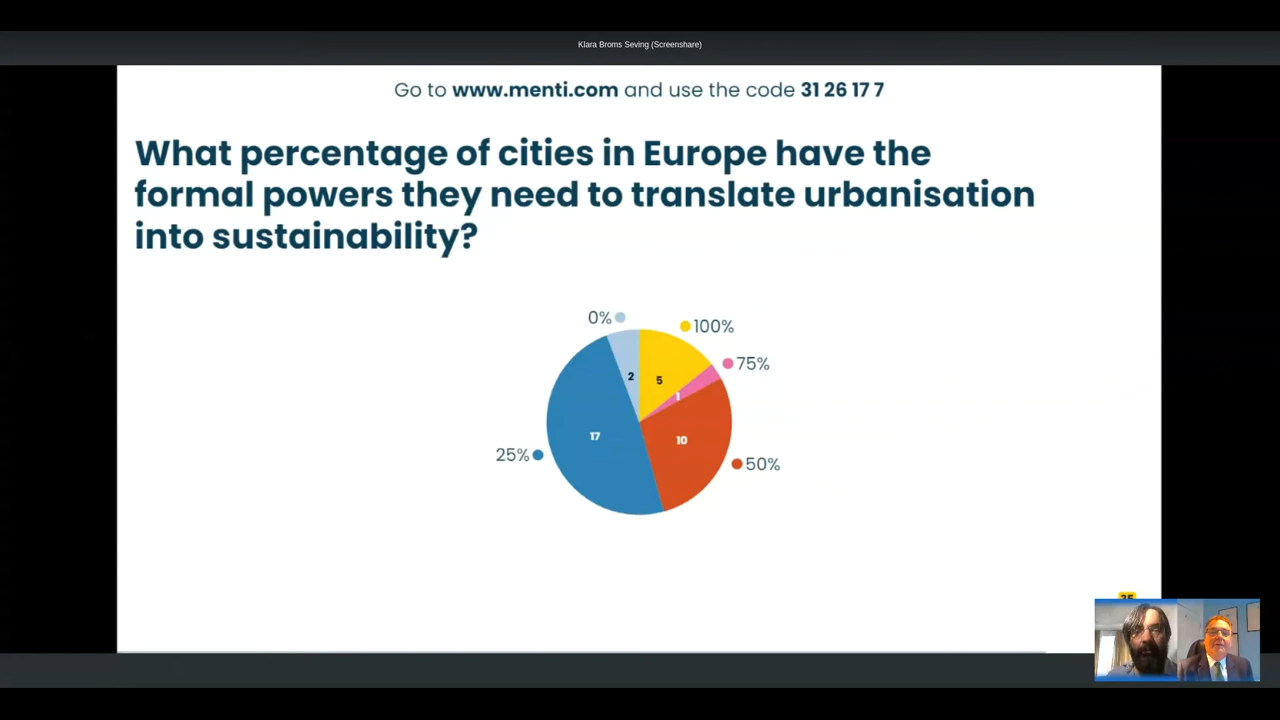 Klara Broms Seving (Screenshare)
Go to www.menti.com and use the code 31 26 17 7
What percentage of cities in Europe have the
formal powers they need to translate urbanisation
into sustainability?
0%
100%
75%
2
5
1
17
10
25%
50%